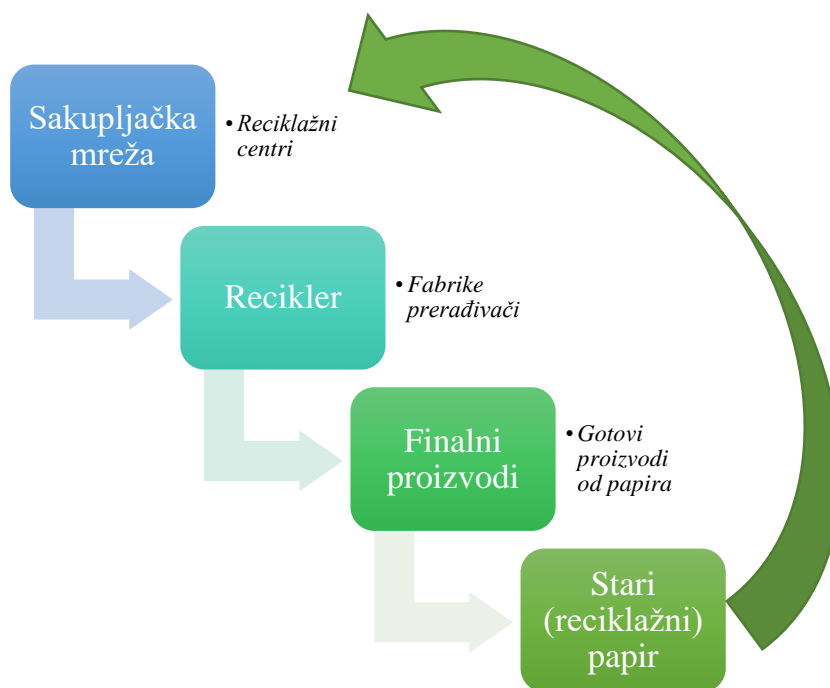 Sakupljačka
mreža
• Reciklažni
centri
Recikler
• Fabrike
prerađivači
Finalni
proizvodi
• Gotovi
proizvodi
od papira
Stari
(reciklažni)
papir